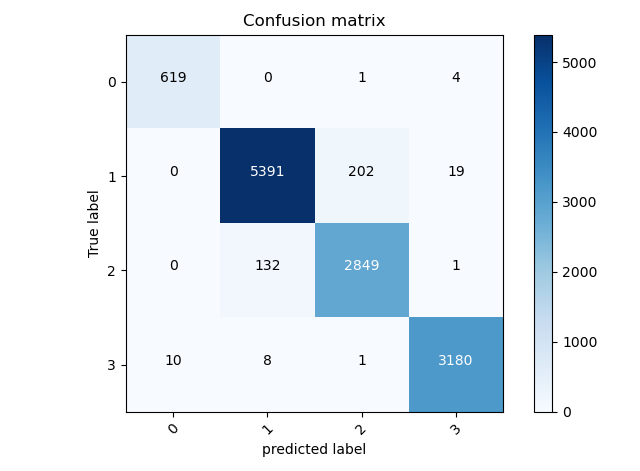 Confusion matrix
True label
0 619 0 1 4
1 0 5391 202 19
2 0 132 2849 1
3 10 8 1 3180
0 1 2 3
predicted label
5000
4000
3000
2000
1000
0